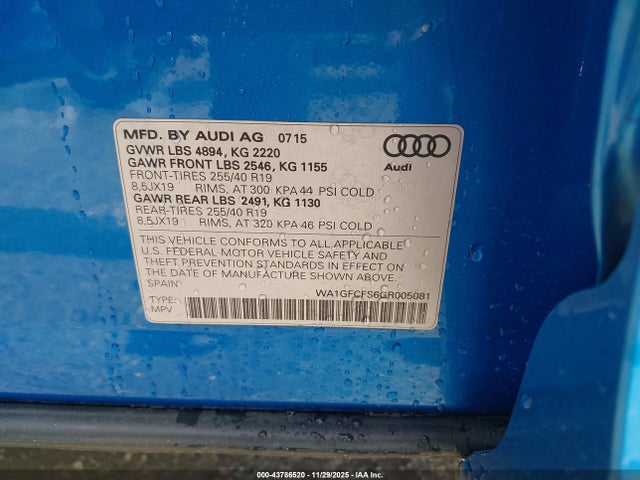 MFD. BY AUDI AG 0715
GVWR LBS 4894, KG 2220
GAWR FRONT LBS 2546, KG 1155
FRONT-TIRES 255/40 R19
8,5JX19 RIMS, AT 300 KPA 44 PSI COLD
GAWR REAR LBS 2491, KG 1130
REAR-TIRES 255/40 R19
8,5JX19 RIMS, AT 320 KPA 46 PSI COLD
Audi
THIS VEHICLE CONFORMS TO ALL APPLICABLE
U.S. FEDERAL MOTOR VEHICLE SAFETY AND
THEFT PREVENTION STANDARDS IN EFFECT ON
THE DATE OF MANUFACTURE SHOWN ABOVE.
SPAIN
WA1GFCFS6GR005081
TYPE:
MPV
000-43786520 - 11/29/2025 - IAA, Inc.